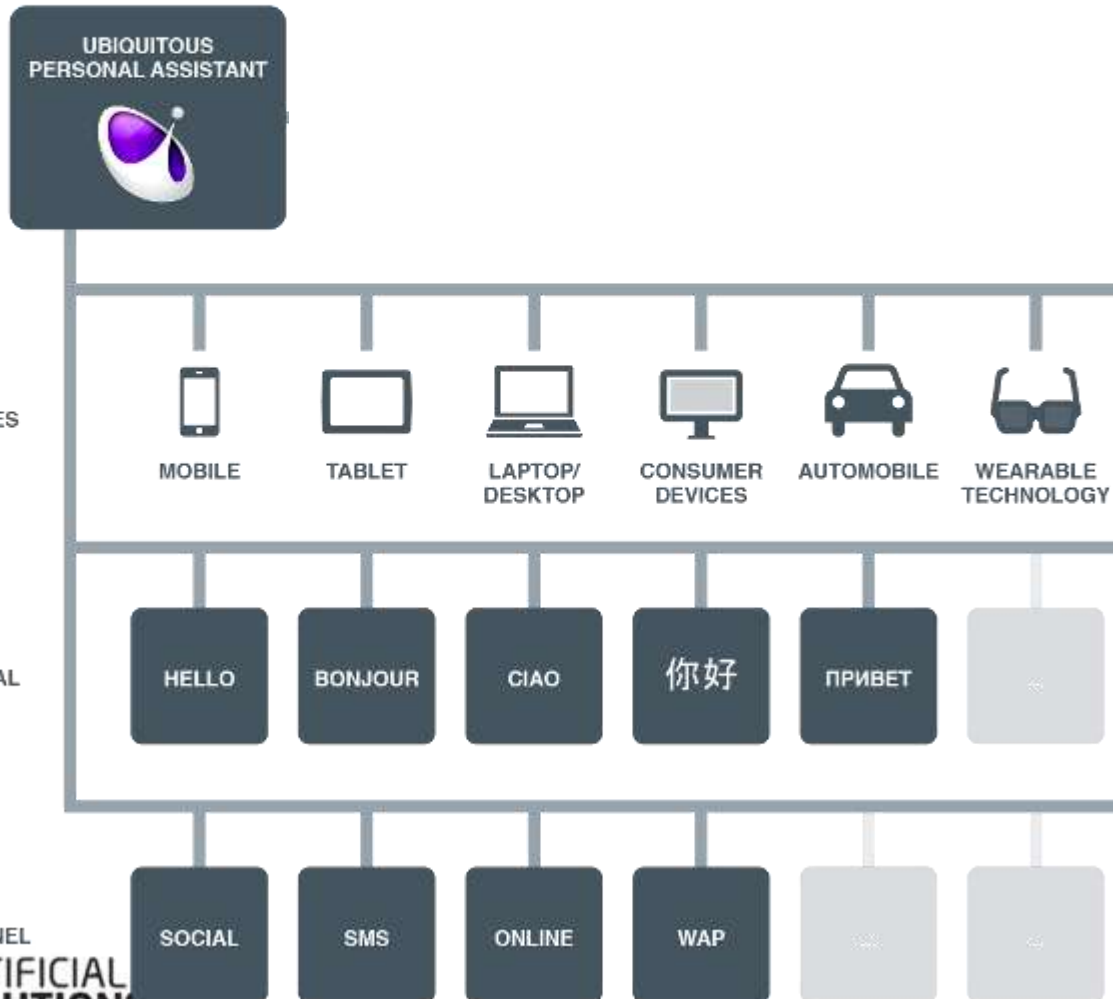 UBIQUITOUS
PERSONAL ASSISTANT
ES
MOBILE
TABLET
LAPTOP/
DESKTOP
CONSUMER
DEVICES
AUTOMOBILE
WEARABLE
TECHNOLOGY
AL
HELLO
BONJOUR
CIAO
你好
ПРИВЕТ
...
NEL
SOCIAL
SMS
ONLINE
WAP
...
...
TIFICIAL
UTIONS